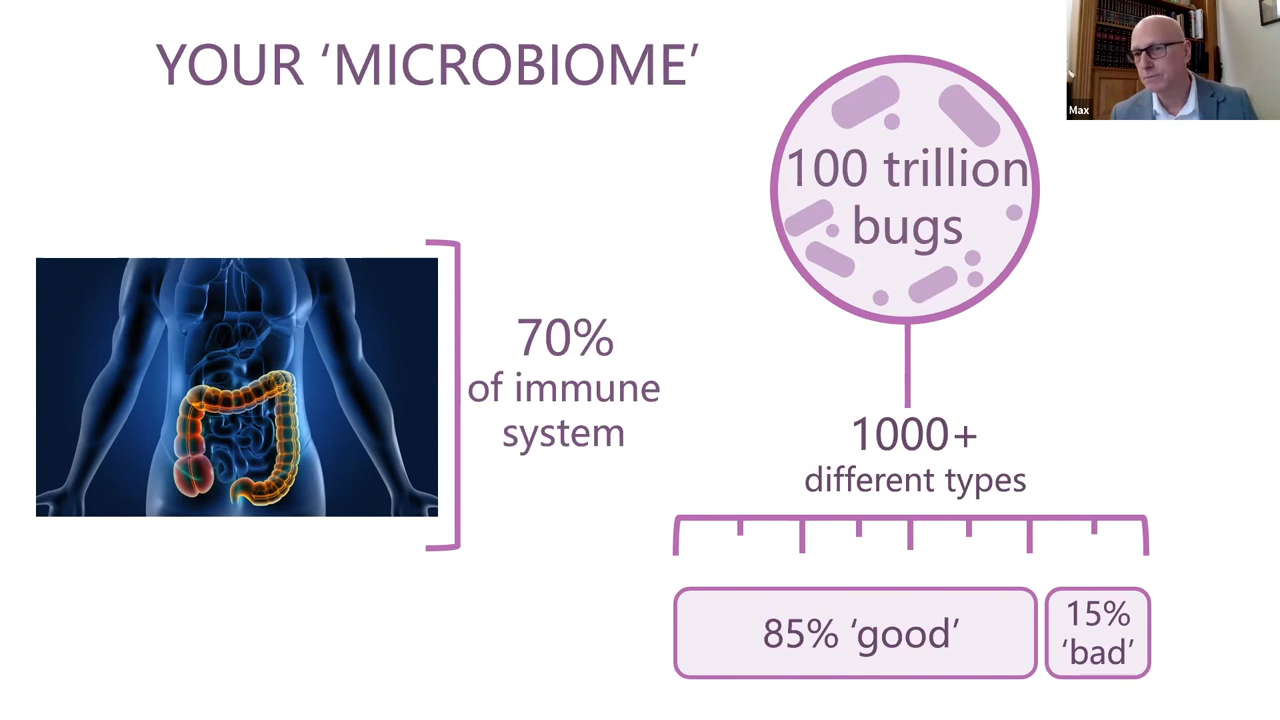 YOUR ‘MICROBIOME’
Max
100 trillion
bugs
70%
of immune
system
1000+
different types
85% ‘good’
15%
‘bad’